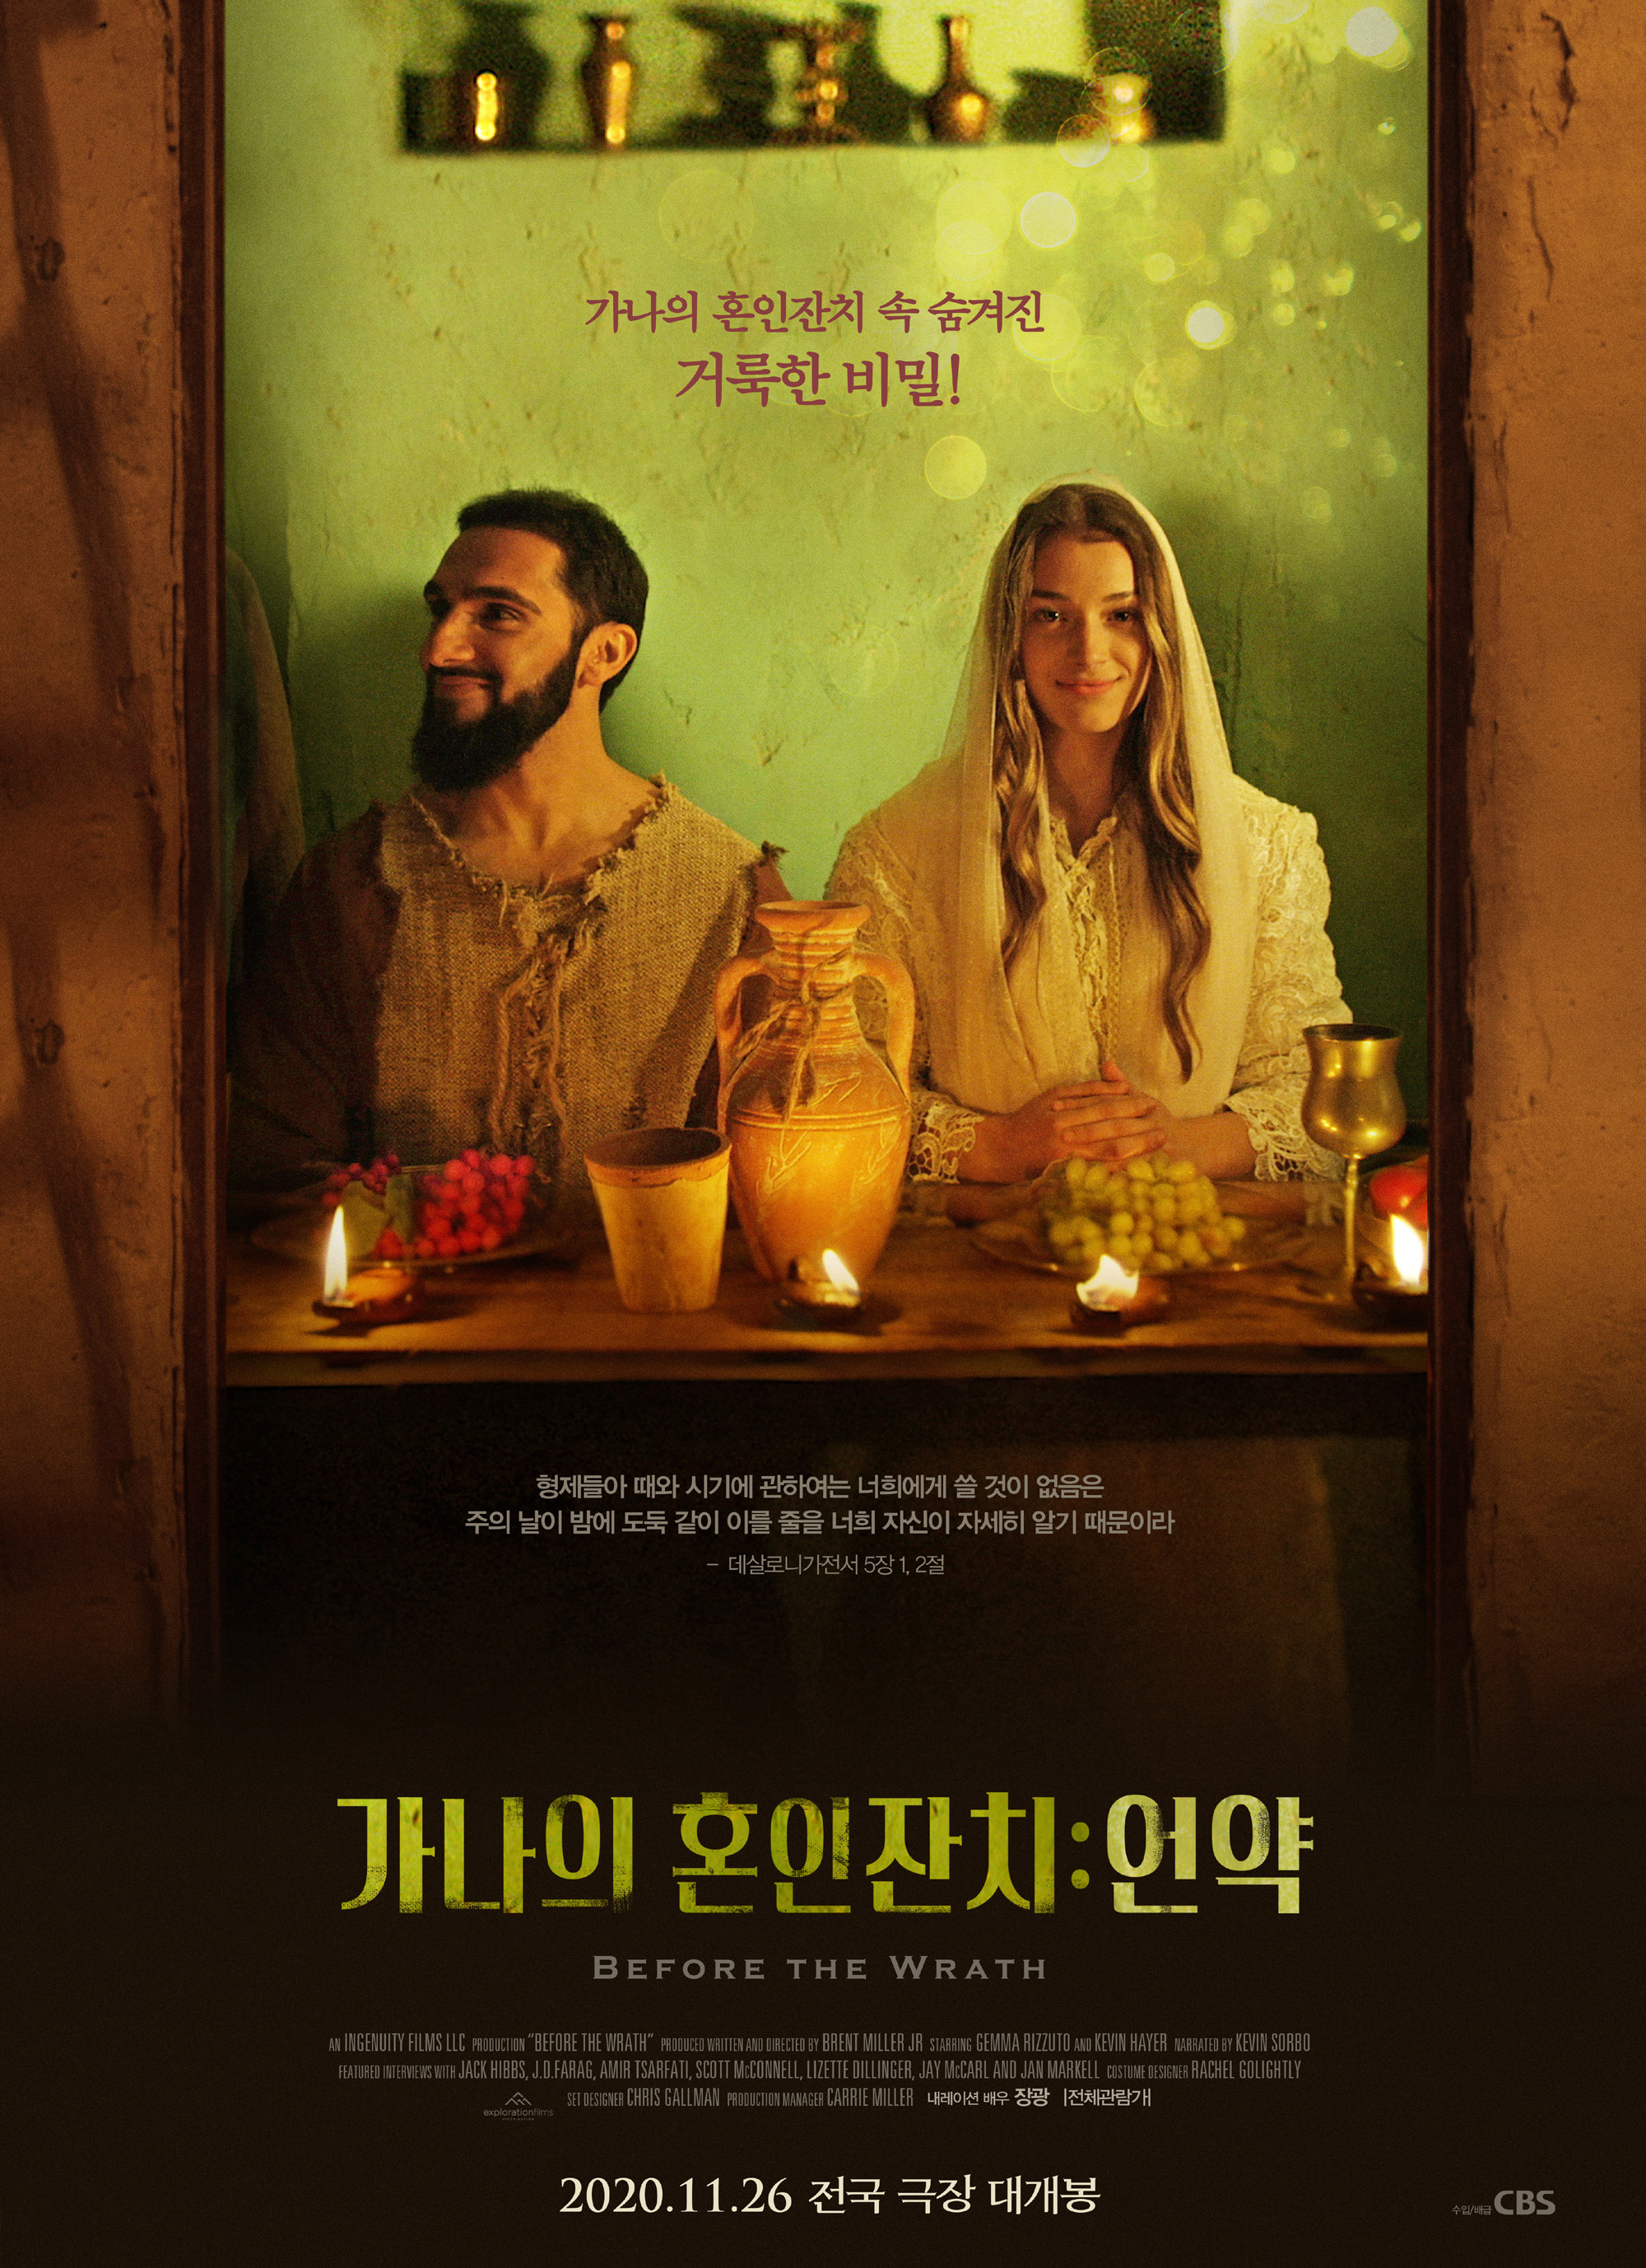 가나의 혼인잔치 속 숨겨진
거룩한 비밀!
형제들아 때와 시기에 관하여는 너희에게 쓸 것이 없음은
주의 날이 밤에 도둑 같이 이를 줄을 너희 자신이 자세히 알기 때문이라
- 데살로니가전서 5장 1, 2절
가나의 혼인잔치:언약
BEFORE THE WRATH
AN INGENUITY FILMS LLC PRODUCTION “BEFORE THE WRATH” PRODUCED WRITTEN AND DIRECTED BY BRENT MILLER JR STARRING GEMMA RIZZUTO AND KEVIN HAYER NARRATED BY KEVIN SORBO
FEATURED INTERVIEWS WITH JACK HIBBS, J.D.FARAG, AMIR TSARFATI, SCOTT McCONNELL, LIZETTE DILLINGER, JAY McCARL AND JAN MARKELL COSTUME DESIGNER RACHEL GOLIGHTLY
explorationfilms SET DESIGNER CHRIS GALLMAN PRODUCTION MANAGER CARRIE MILLER 내레이션 배우 장광 |전체관람가|
2020.11.26 전국 극장 대개봉
수입/배급 CBS